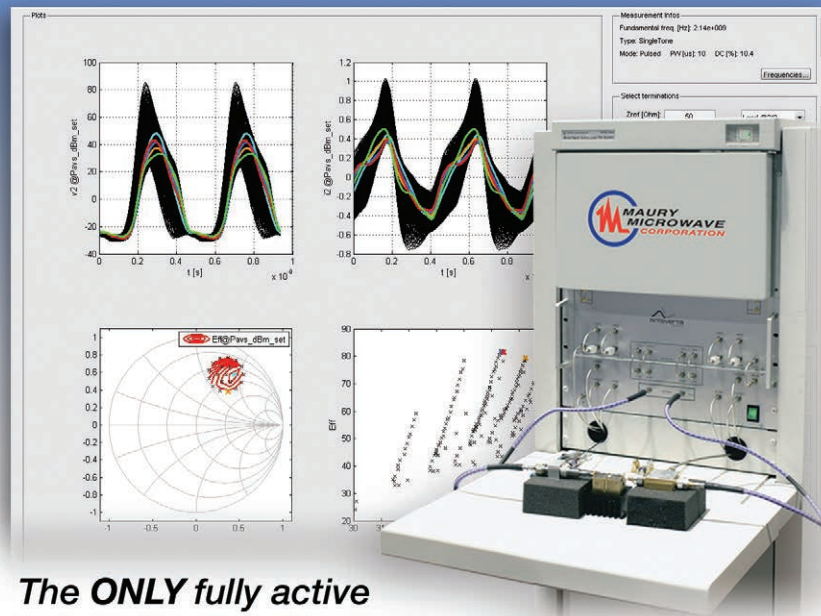 Plots
Measurement Infos
Fundamental freq. [Hz]: 2.14e+009
Type: SingleTone
Mode: Pulsed PW [us]: 10 DC [%]: 10.4
Frequencies...
Select terminations
Zref [Ohm]: 50
v2 @Pavs_dBm_set
100
80
60
40
20
0
-20
-40
0 0.2 0.4 0.6 0.8 1
t [s]
i2 @Pavs_dBm_set
1.2
1
0.8
0.6
0.4
0.2
0
-0.2
-0.4
-0.6
-0.8
0 0.2 0.4 0.6 0.8
t [s]
MAURY
MICROWAVE
CORPORATION
Eff@Pavs_dBm_set
1
0.8
0.6
0.4
0.2
0
-0.2
-0.4
-0.6
-0.8
-1
-1 -0.5 0 0.5 1
Eff
90
80
70
60
50
40
30
20
30 31
The ONLY fully active